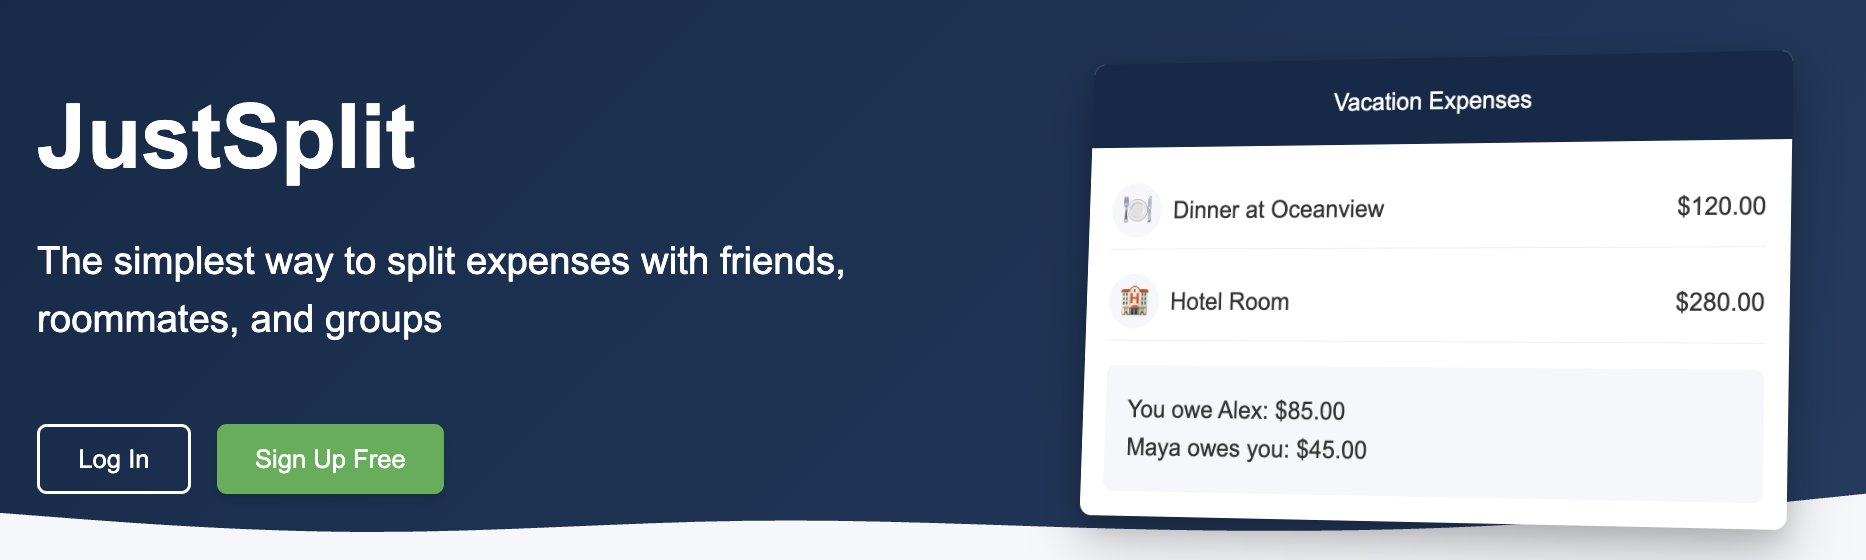 JustSplit
The simplest way to split expenses with friends,
roommates, and groups
Log In
Sign Up Free
Vacation Expenses
Dinner at Oceanview $120.00
H
Hotel Room $280.00
You owe Alex: $85.00
Maya owes you: $45.00